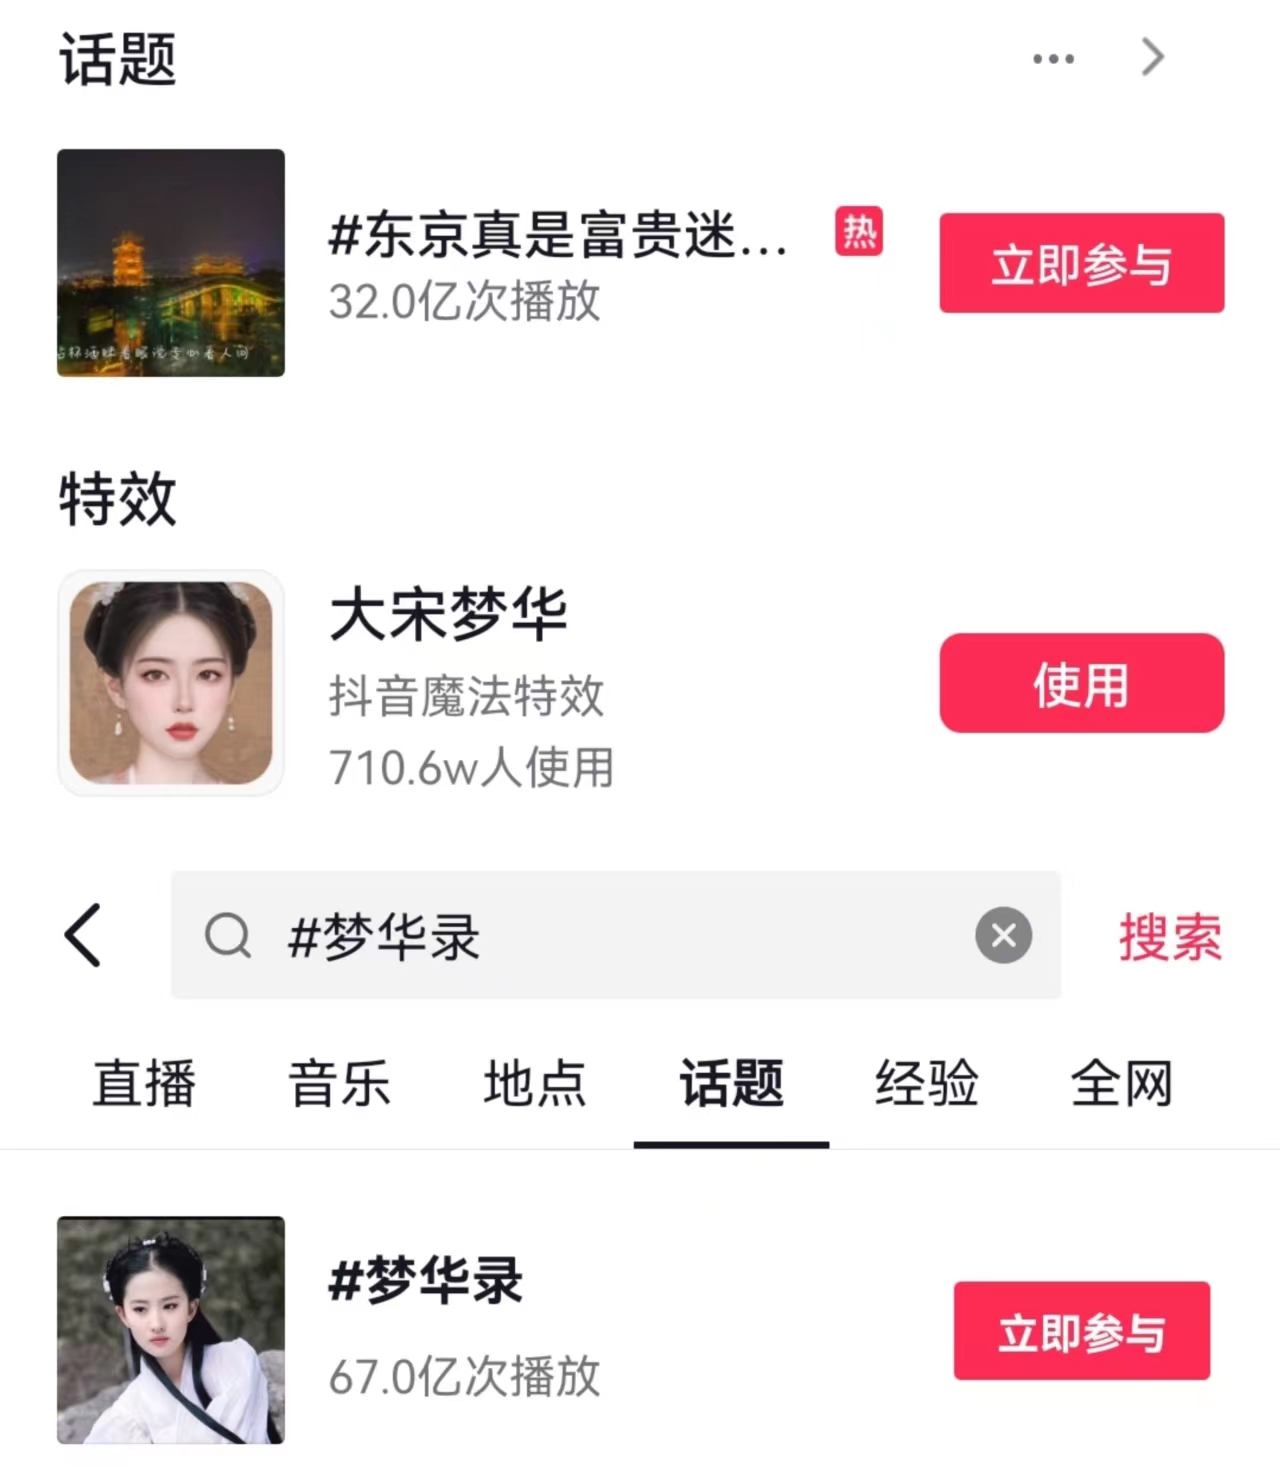 话题
#东京真是富贵迷...
热
立即参与
32.0亿次播放
特效
大宋梦华
抖音魔法特效
使用
710.6w人使用
#梦华录
搜索
直播 音乐 地点 话题 经验 全网
#梦华录
立即参与
67.0亿次播放